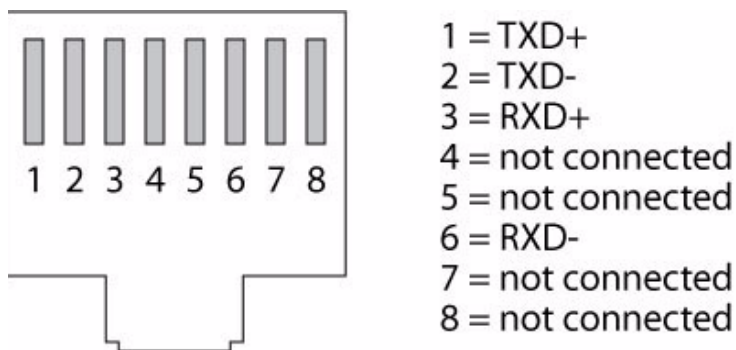 1 2 3 4 5 6 7 8
1 = TXD+
2 = TXD-
3 = RXD+
4 = not connected
5 = not connected
6 = RXD-
7 = not connected
8 = not connected